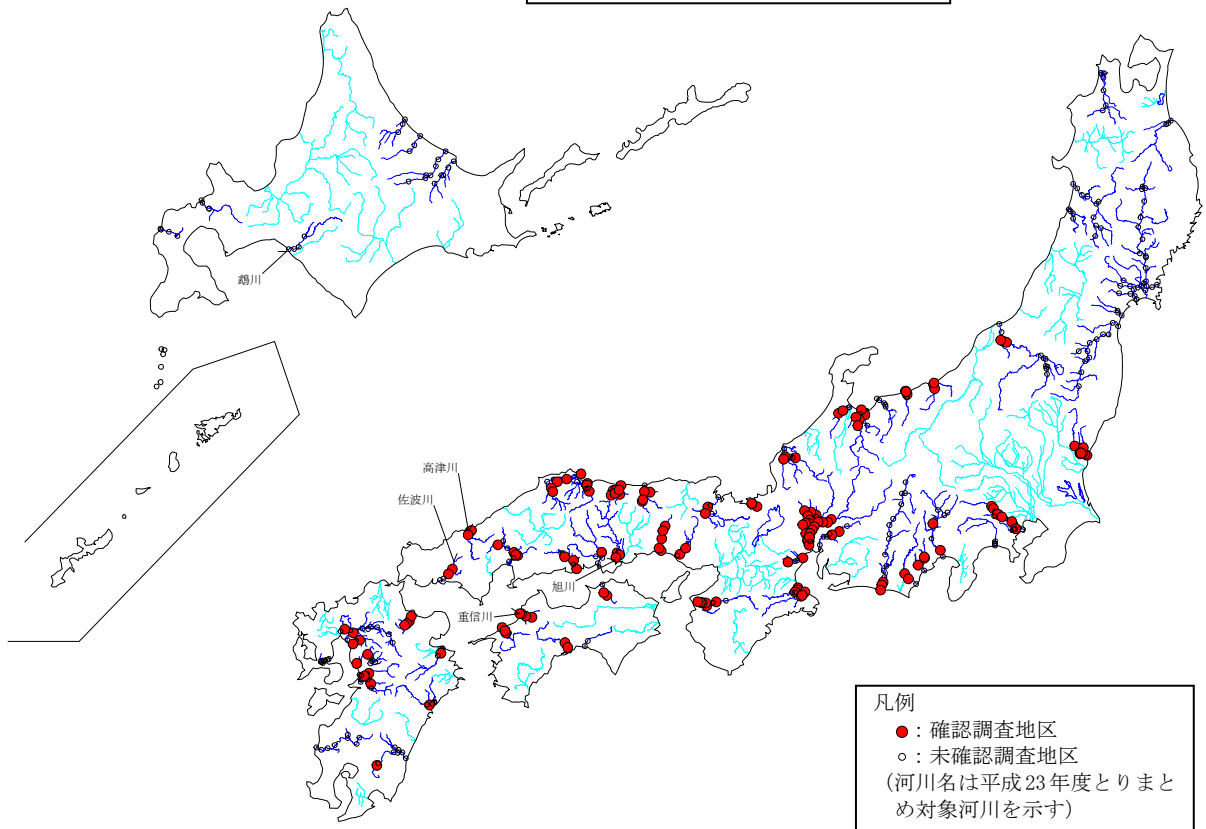 鵡川
高津川
佐波川
旭川
重信川
凡例
：確認調査地区
：未確認調査地区
(河川名は平成23年度とりまと
め対象河川を示す)